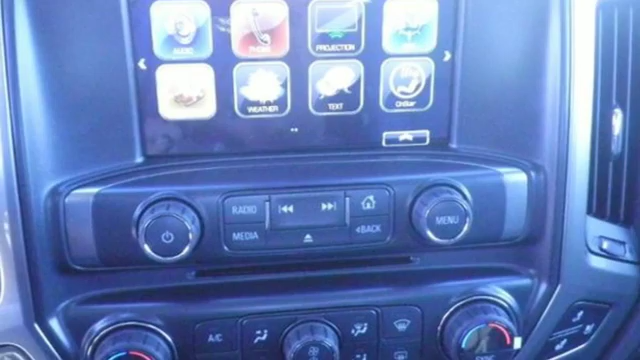 AUDIO PHONE PROJECTION
WEATHER TEXT OnStar
RADIO
MEDIA BACK
MENU
A/C